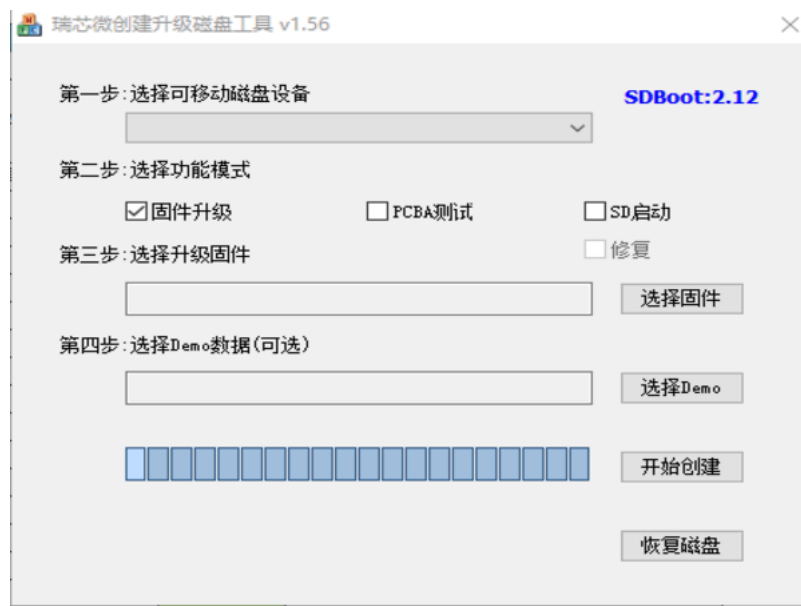 瑞芯微创建升级磁盘工具 v1.56
第一步:选择可移动磁盘设备
SDBoot:2.12
第二步:选择功能模式
固件升级 PCBA测试 SD启动
第三步:选择升级固件 修复
选择固件
第四步:选择Demo数据(可选)
选择Demo
开始创建
恢复磁盘